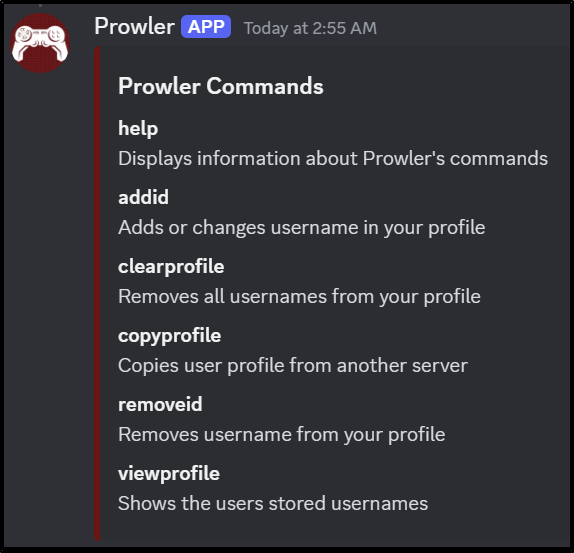 Prowler APP Today at 2:55 AM
Prowler Commands
help
Displays information about Prowler's commands
addid
Adds or changes username in your profile
clearprofile
Removes all usernames from your profile
copyprofile
Copies user profile from another server
removeid
Removes username from your profile
viewprofile
Shows the users stored usernames